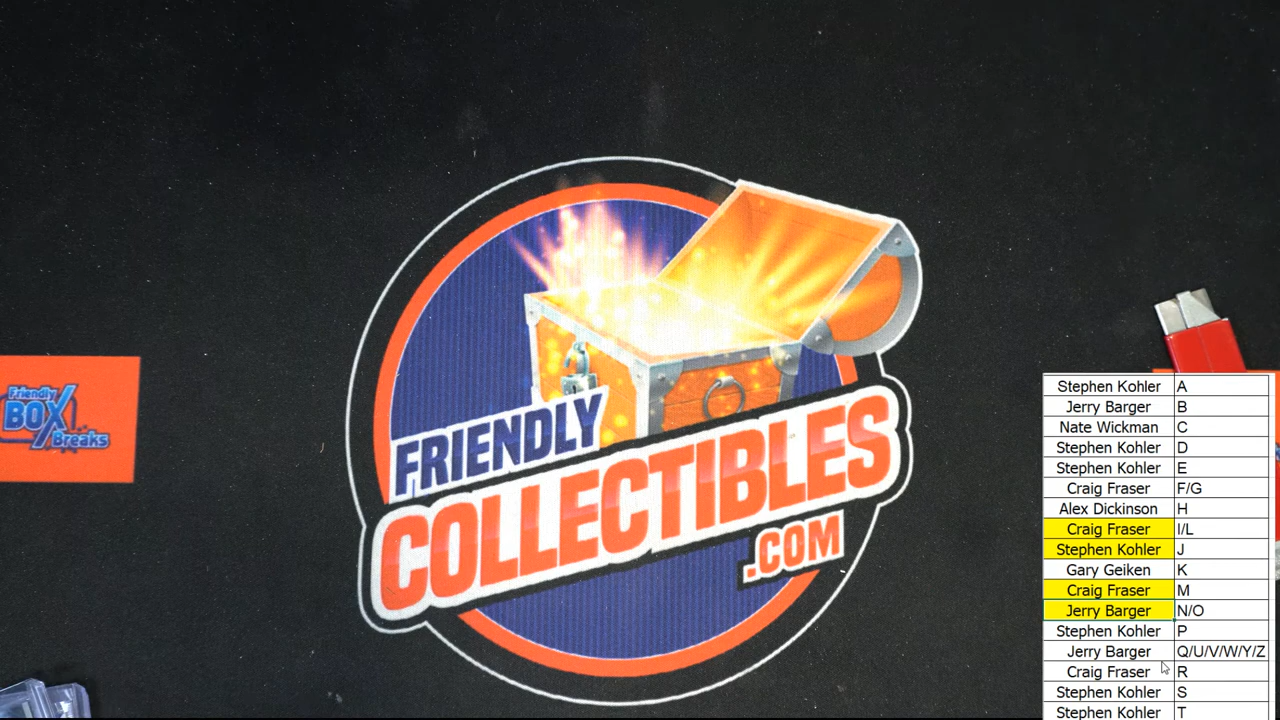 Friendly
BOX
Breaks
FRIENDLY
COLLECTIBLES
.COM
Stephen Kohler A
Jerry Barger B
Nate Wickman C
Stephen Kohler D
Stephen Kohler E
Craig Fraser F/G
Alex Dickinson H
Craig Fraser I/L
Stephen Kohler J
Gary Geiken K
Craig Fraser M
Jerry Barger N/O
Stephen Kohler P
Jerry Barger Q/U/V/W/Y/Z
Craig Fraser R
Stephen Kohler S
Stephen Kohler T